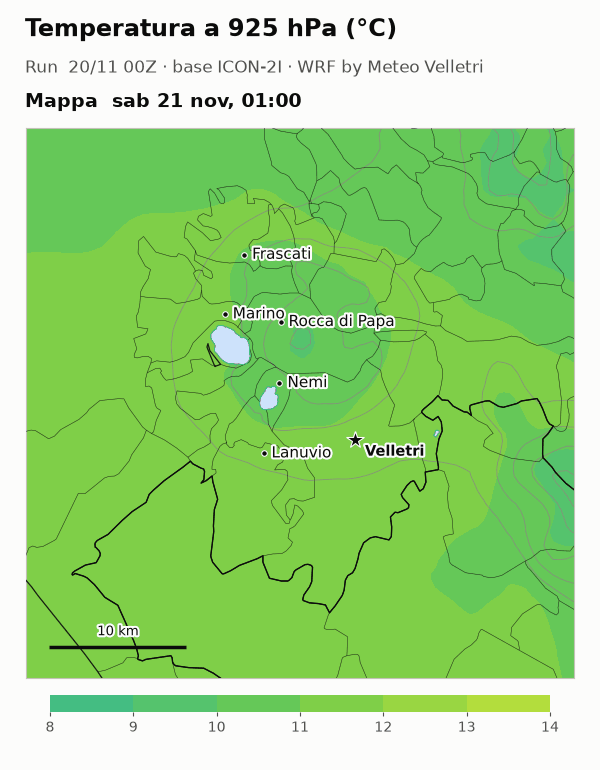 Temperatura a 925 hPa (°C)
Run  20/11 00Z · base ICON-2I · WRF by Meteo Velletri
Mappa  sab 21 nov, 01:00
Frascati
Marino
Rocca di Papa
Nemi
Velletri
Lanuvio
10 km
8 9 10 11 12 13 14